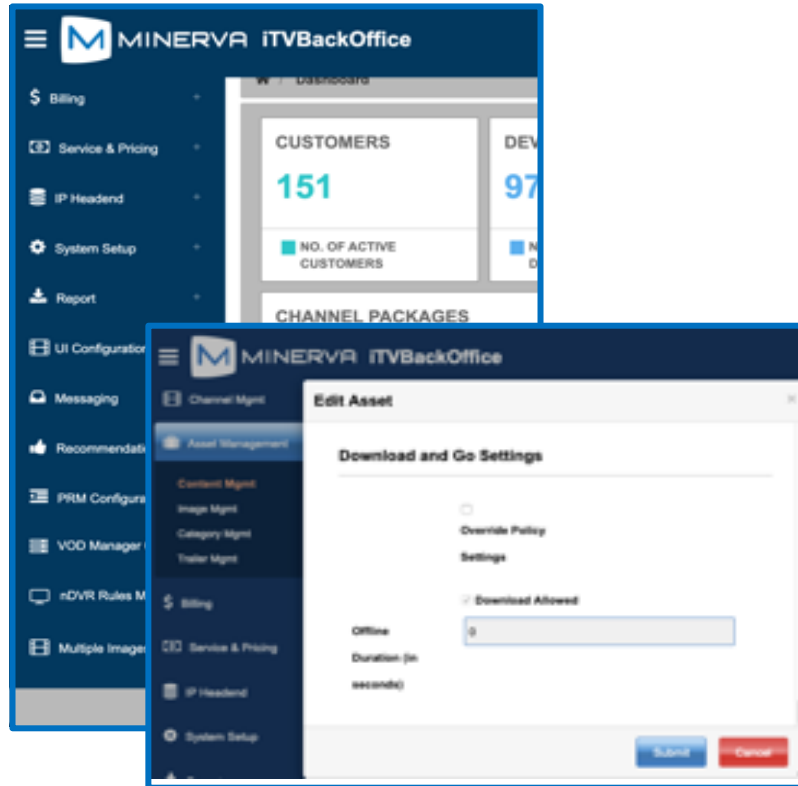 MINERVA iTVBackOffice
Dashboard
$ Billing
Service & Pricing
IP Headend
System Setup
Report
UI Configuration
Messaging
Recommendati
PRM Configura
VOD Manager
nDVR Rules M
Multiple Image
CUSTOMERS
151
NO. OF ACTIVE
CUSTOMERS
DEV
97
N
D
CHANNEL PACKAGES
MINERVA iTVBackOffice
Channel Mgmt
Asset Management
Content Mgmt
Image Mgmt
Category Mgmt
Trailer Mgmt
$ Billing
Service & Pricing
IP Headend
System Setup
Edit Asset
×
Download and Go Settings
Override Policy
Settings
Download Allowed
Offline
Duration (in
seconds)
0
Submit
Cancel